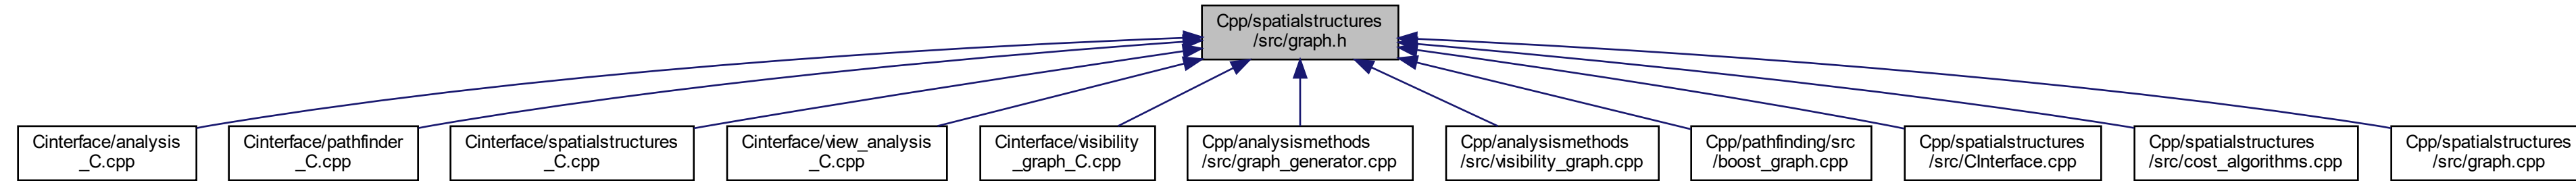 Cpp/spatialstructures
/src/graph.h
Cinterface/analysis
_C.cpp
Cinterface/pathfinder
_C.cpp
Cinterface/spatialstructures
_C.cpp
Cinterface/view_analysis
_C.cpp
Cinterface/visibility
_graph_C.cpp
Cpp/analysismethods
/src/graph_generator.cpp
Cpp/analysismethods
/src/visibility_graph.cpp
Cpp/pathfinding/src
/boost_graph.cpp
Cpp/spatialstructures
/src/CInterface.cpp
Cpp/spatialstructures
/src/cost_algorithms.cpp
Cpp/spatialstructures
/src/graph.cpp